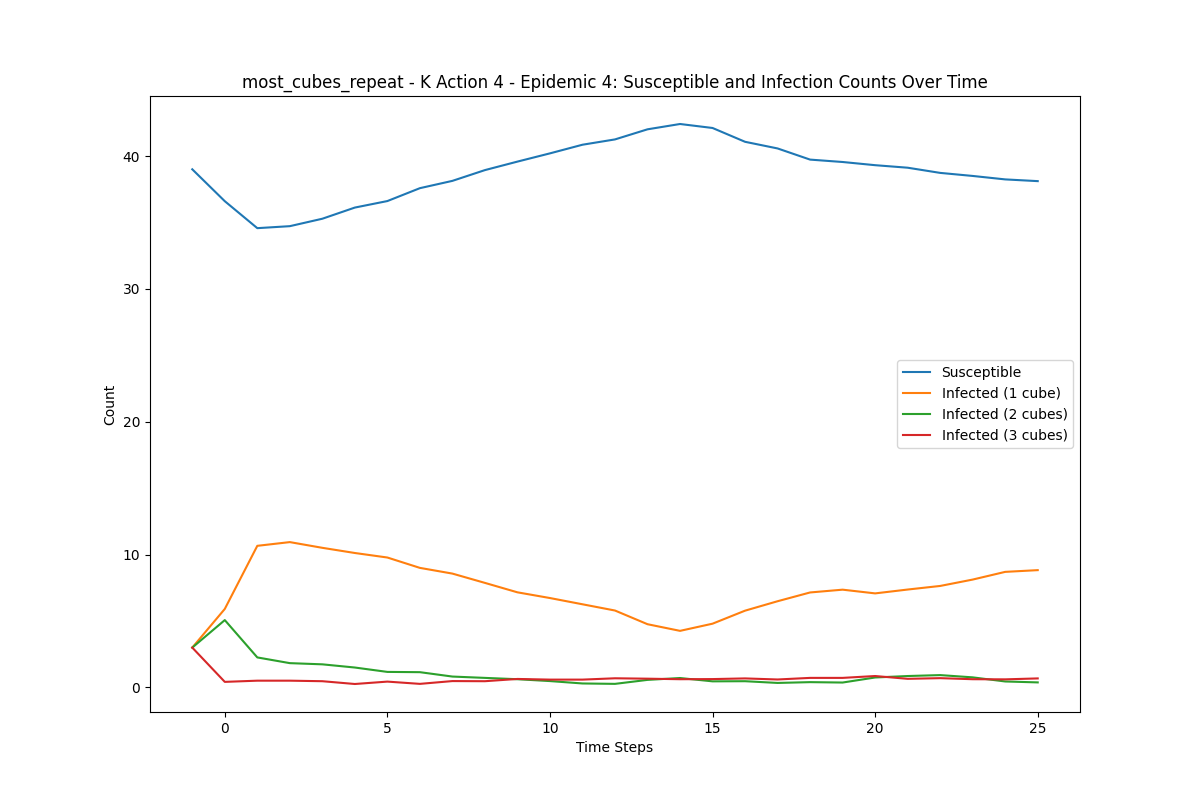 most_cubes_repeat - K Action 4 - Epidemic 4: Susceptible and Infection Counts Over Time
Count
40
30
20
10
0
Susceptible
Infected (1 cube)
Infected (2 cubes)
Infected (3 cubes)
0 5 10 15 20 25
Time Steps